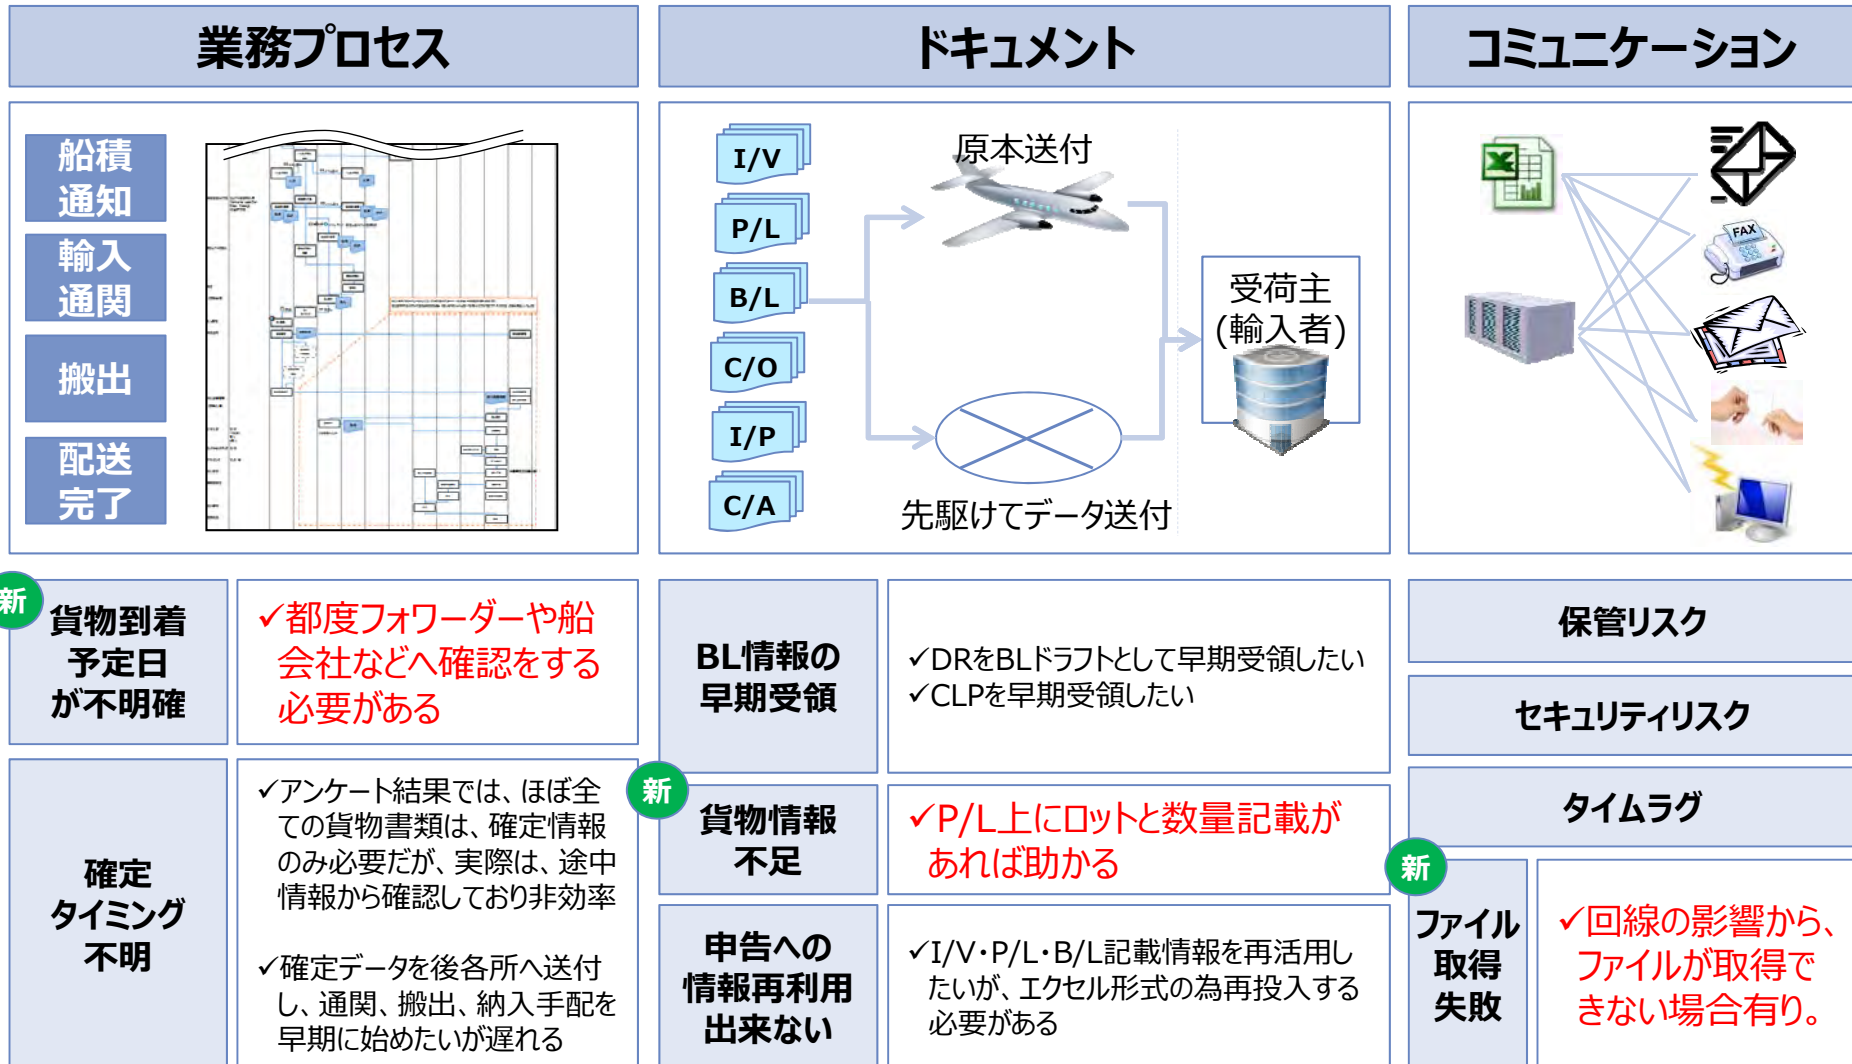 業務プロセス
ドキュメント
コミュニケーション
船積
通知
輸入
通関
搬出
配送
完了
I/V
P/L
B/L
C/O
I/P
C/A
原本送付
先駆けてデータ送付
受荷主
(輸入者)
FAX
新
貨物到着
予定日
が不明確
✓都度フォワーダーや船
会社などへ確認をする
必要がある
確定
タイミング
不明
✓アンケート結果では、ほぼ全
ての貨物書類は、確定情報
のみ必要だが、実際は、途中
情報から確認しており非効率
✓確定データを後各所へ送付
し、通関、搬出、納入手配を
早期に始めたいが遅れる
BL情報の
早期受領
✓DRをBLドラフトとして早期受領したい
✓CLPを早期受領したい
新
貨物情報
不足
✓P/L上にロットと数量記載が
あれば助かる
申告への
情報再利用
出来ない
✓I/V・P/L・B/L記載情報を再活用し
たいが、エクセル形式の為再投入する
必要がある
保管リスク
セキュリティリスク
タイムラグ
新
ファイル
取得
失敗
✓回線の影響から、
ファイルが取得で
きない場合有り。